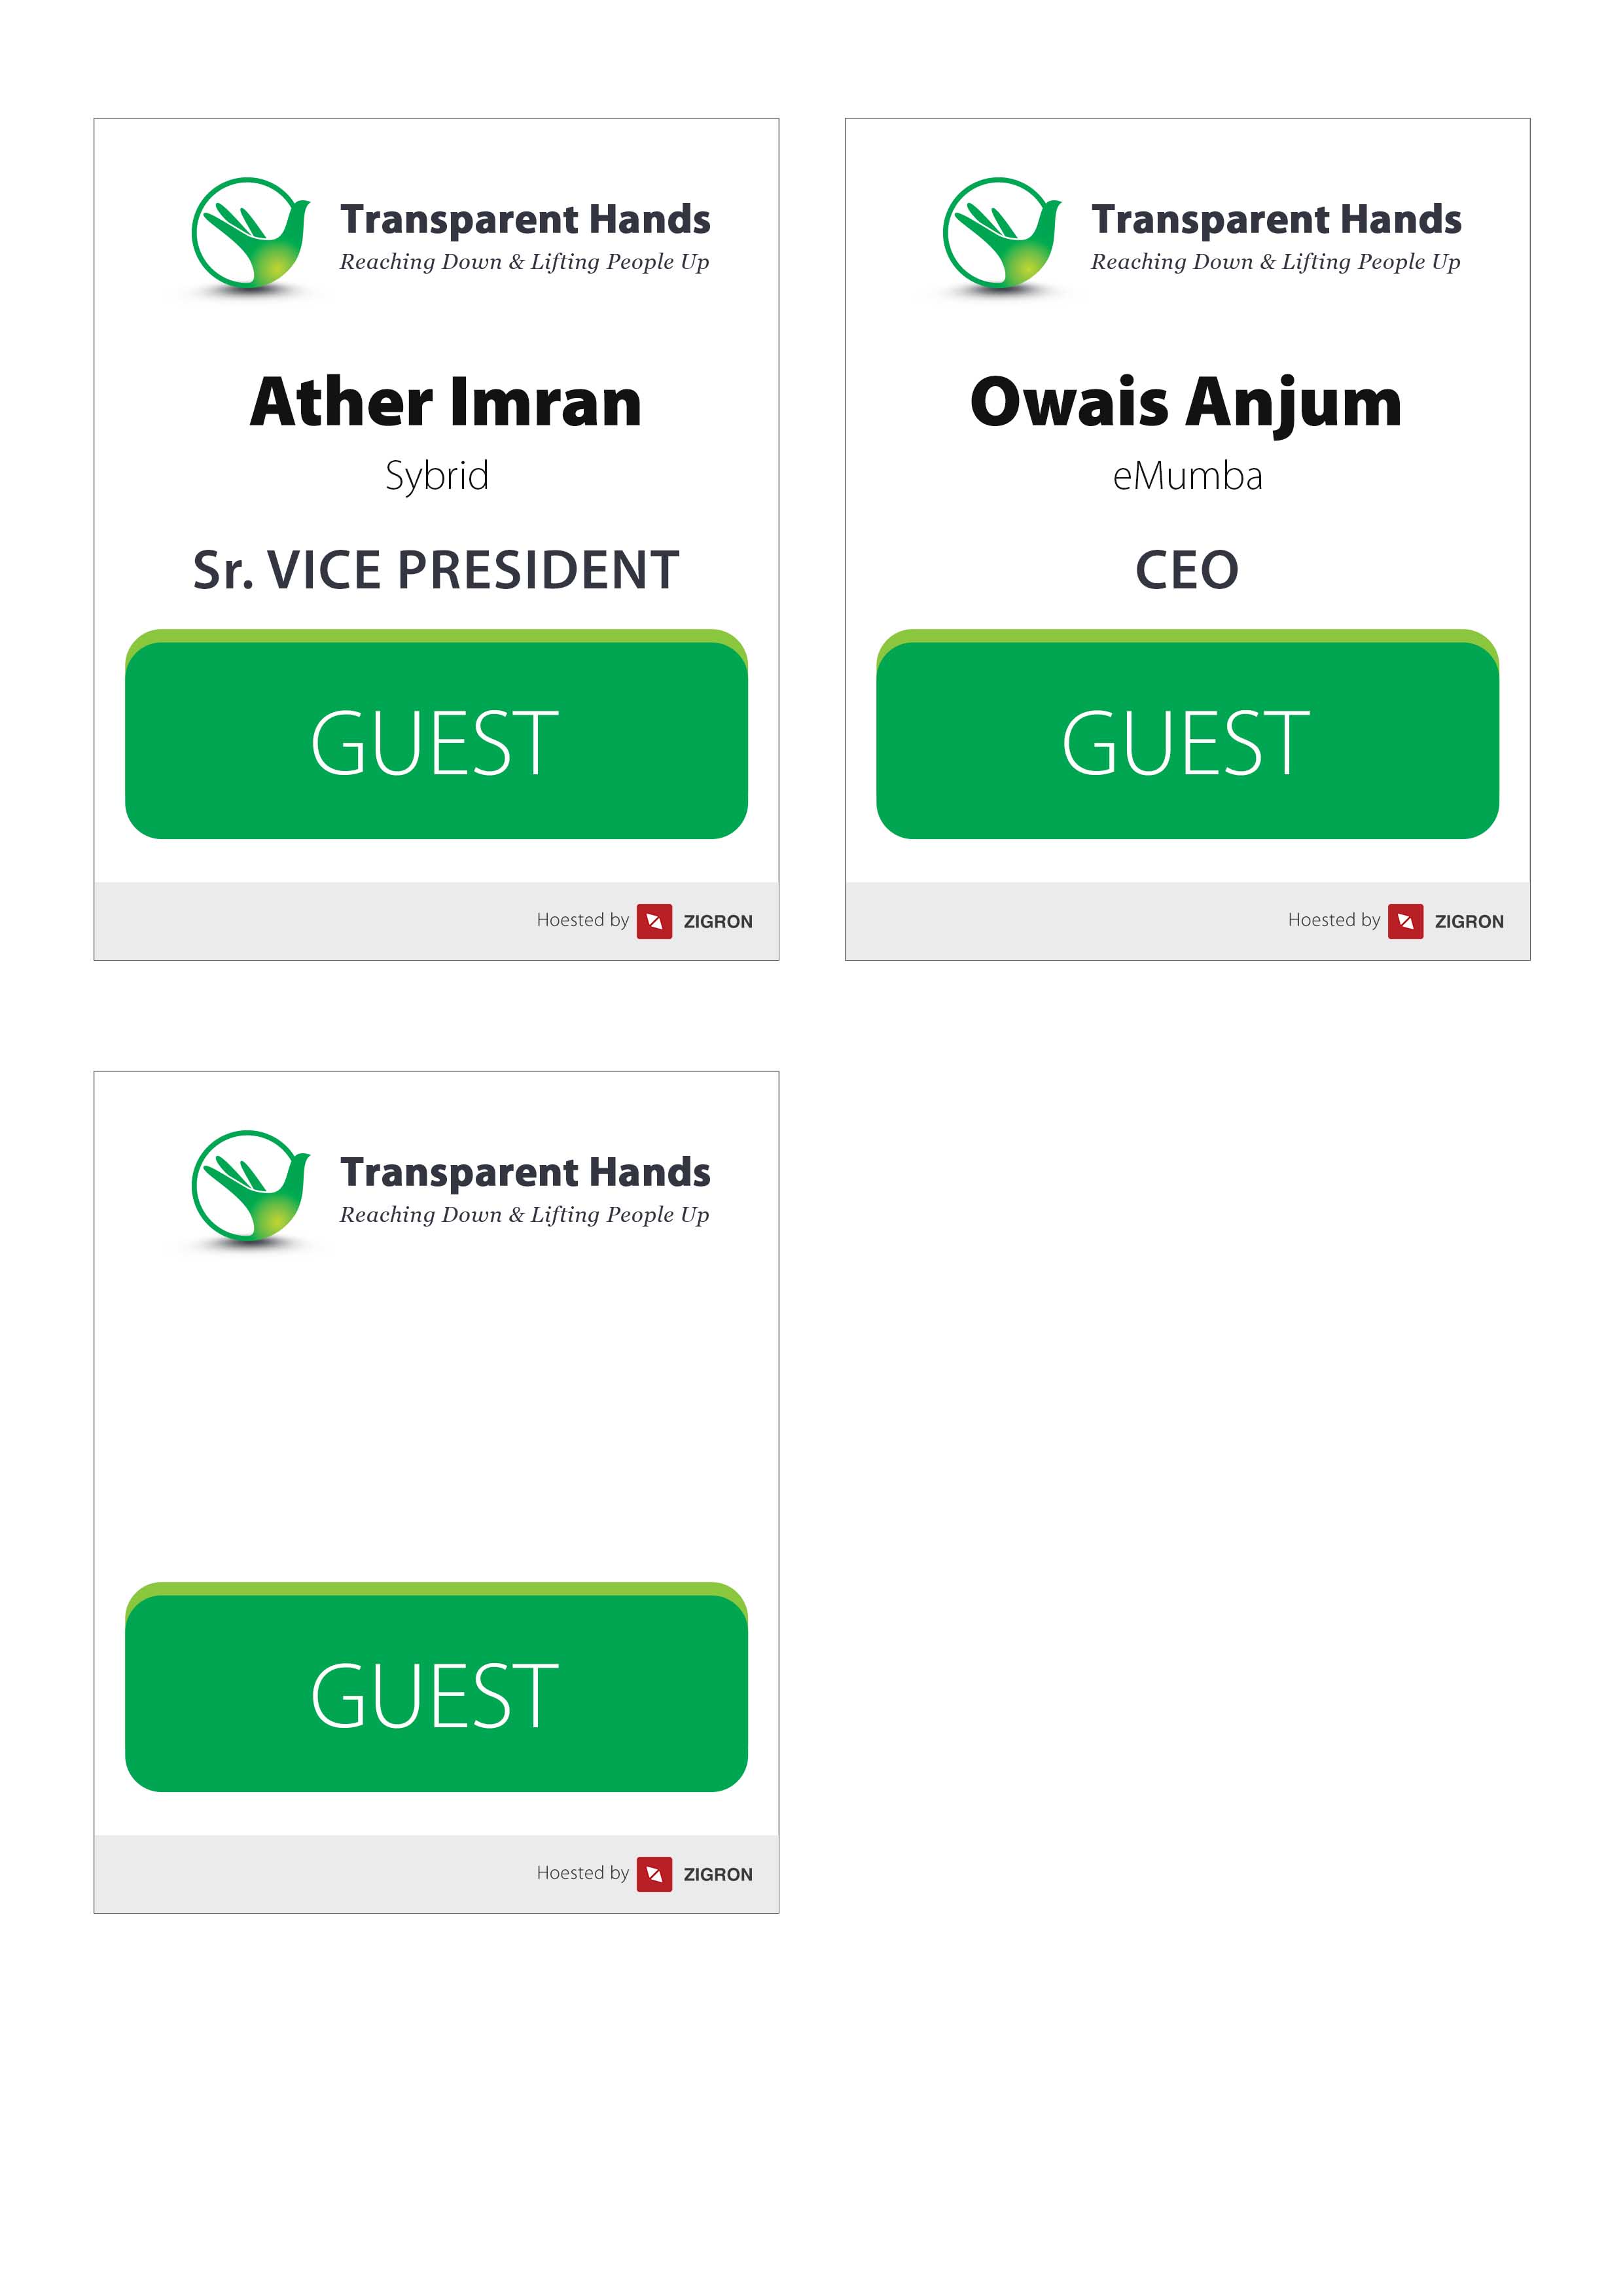 Transparent Hands
Reaching Down & Lifting People Up
Ather Imran
Sybrid
Sr. VICE PRESIDENT
GUEST
Hoested by ZIGRON
Transparent Hands
Reaching Down & Lifting People Up
Owais Anjum
eMumba
CEO
GUEST
Hoested by ZIGRON
Transparent Hands
Reaching Down & Lifting People Up
GUEST
Hoested by ZIGRON